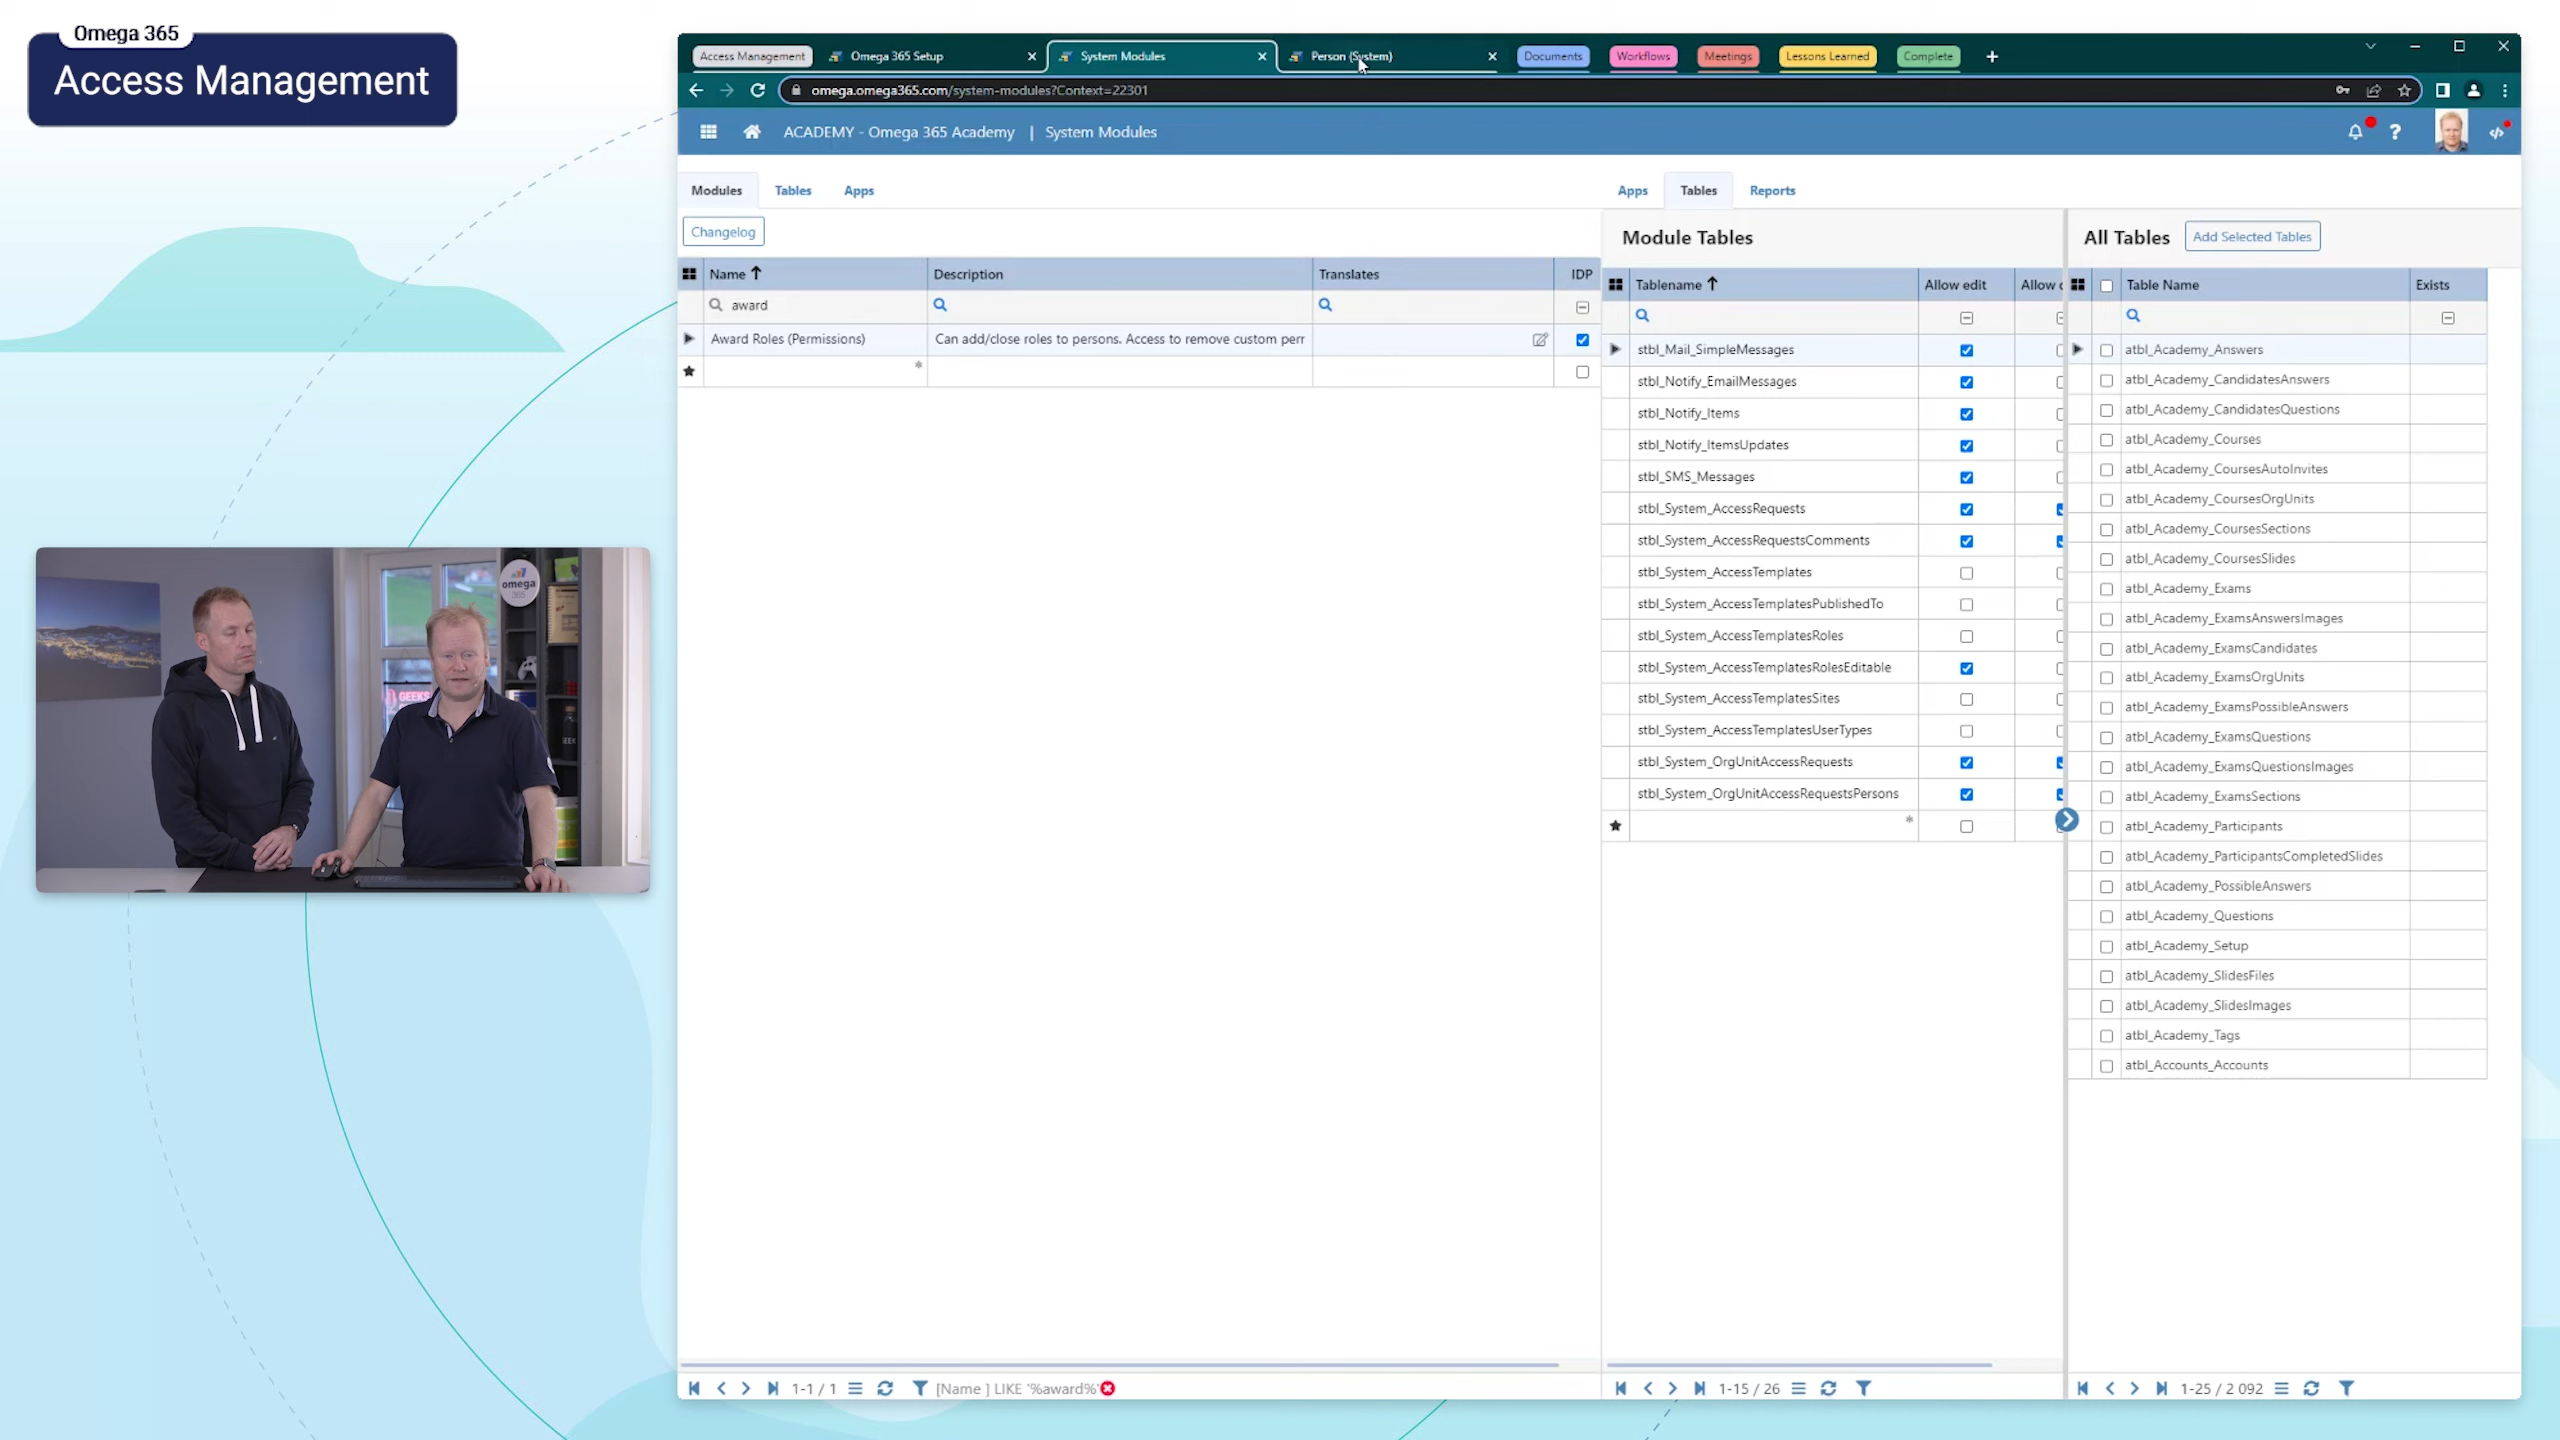 Omega 365
Access Management
Access Management
Omega 365 Setup
System Modules
Person (System)
Documents
Workflows
Meetings
Lessons Learned
Complete
omega.omega365.com/system-modules?Context=22301
ACADEMY - Omega 365 Academy | System Modules
Modules
Tables
Apps
Changelog
Name
Description
Translates
IDP
award
Award Roles (Permissions)
Can add/close roles to persons. Access to remove custom perr
[Name ] LIKE '%award%'
1-1 / 1
Apps
Tables
Reports
Module Tables
Tablename
Allow edit
Allow
stbl_Mail_SimpleMessages
stbl_Notify_EmailMessages
stbl_Notify_Items
stbl_Notify_ItemsUpdates
stbl_SMS_Messages
stbl_System_AccessRequests
stbl_System_AccessRequestsComments
stbl_System_AccessTemplates
stbl_System_AccessTemplatesPublishedTo
stbl_System_AccessTemplatesRoles
stbl_System_AccessTemplatesRolesEditable
stbl_System_AccessTemplatesSites
stbl_System_AccessTemplatesUserTypes
stbl_System_OrgUnitAccessRequests
stbl_System_OrgUnitAccessRequestsPersons
1-15 / 26
All Tables
Add Selected Tables
Table Name
Exists
atbl_Academy_Answers
atbl_Academy_CandidatesAnswers
atbl_Academy_CandidatesQuestions
atbl_Academy_Courses
atbl_Academy_CoursesAutoInvites
atbl_Academy_CoursesOrgUnits
atbl_Academy_CoursesSections
atbl_Academy_CoursesSlides
atbl_Academy_Exams
atbl_Academy_ExamsAnswersImages
atbl_Academy_ExamsCandidates
atbl_Academy_ExamsOrgUnits
atbl_Academy_ExamsPossibleAnswers
atbl_Academy_ExamsQuestions
atbl_Academy_ExamsQuestionsImages
atbl_Academy_ExamsSections
atbl_Academy_Participants
atbl_Academy_ParticipantsCompletedSlides
atbl_Academy_PossibleAnswers
atbl_Academy_Questions
atbl_Academy_Setup
atbl_Academy_SlidesFiles
atbl_Academy_SlidesImages
atbl_Academy_Tags
atbl_Accounts_Accounts
1-25 / 2 092
omega
365
GEEKS
GEEK